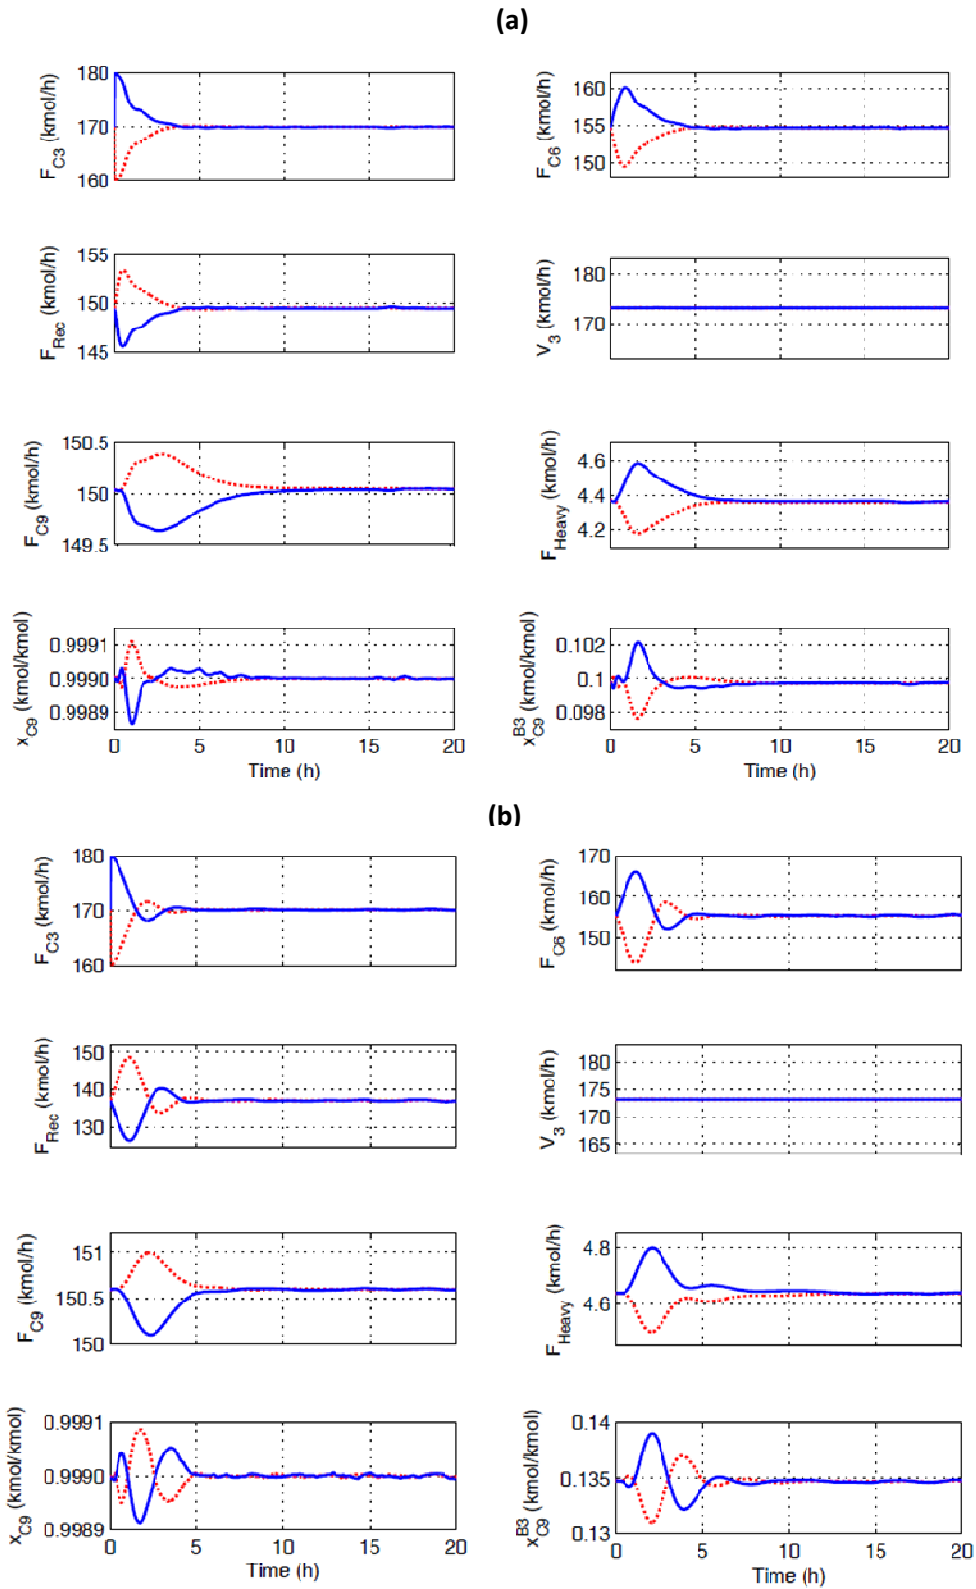 (a)
F_C3 (kmol/h)
180
170
160
F_C6 (kmol/h)
160
155
150
F_Rec (kmol/h)
155
150
145
V_3 (kmol/h)
180
170
F_C9 (kmol/h)
150.5
150
149.5
F_Heavy (kmol/h)
4.6
4.4
4.2
x_C9 (kmol/kmol)
0.9991
0.9990
0.9989
0 5 10 15 20
Time (h)
x_C9^B3 (kmol/kmol)
0.102
0.1
0.098
0 5 10 15 20
Time (h)
(b)
F_C3 (kmol/h)
180
170
160
F_C6 (kmol/h)
170
160
150
F_Rec (kmol/h)
150
140
130
V_3 (kmol/h)
180
175
170
165
F_C9 (kmol/h)
151
150.5
150
F_Heavy (kmol/h)
4.8
4.6
x_C9 (kmol/kmol)
0.9991
0.9990
0.9989
0 5 10 15 20
Time (h)
x_C9^B3 (kmol/kmol)
0.14
0.135
0.13
0 5 10 15 20
Time (h)